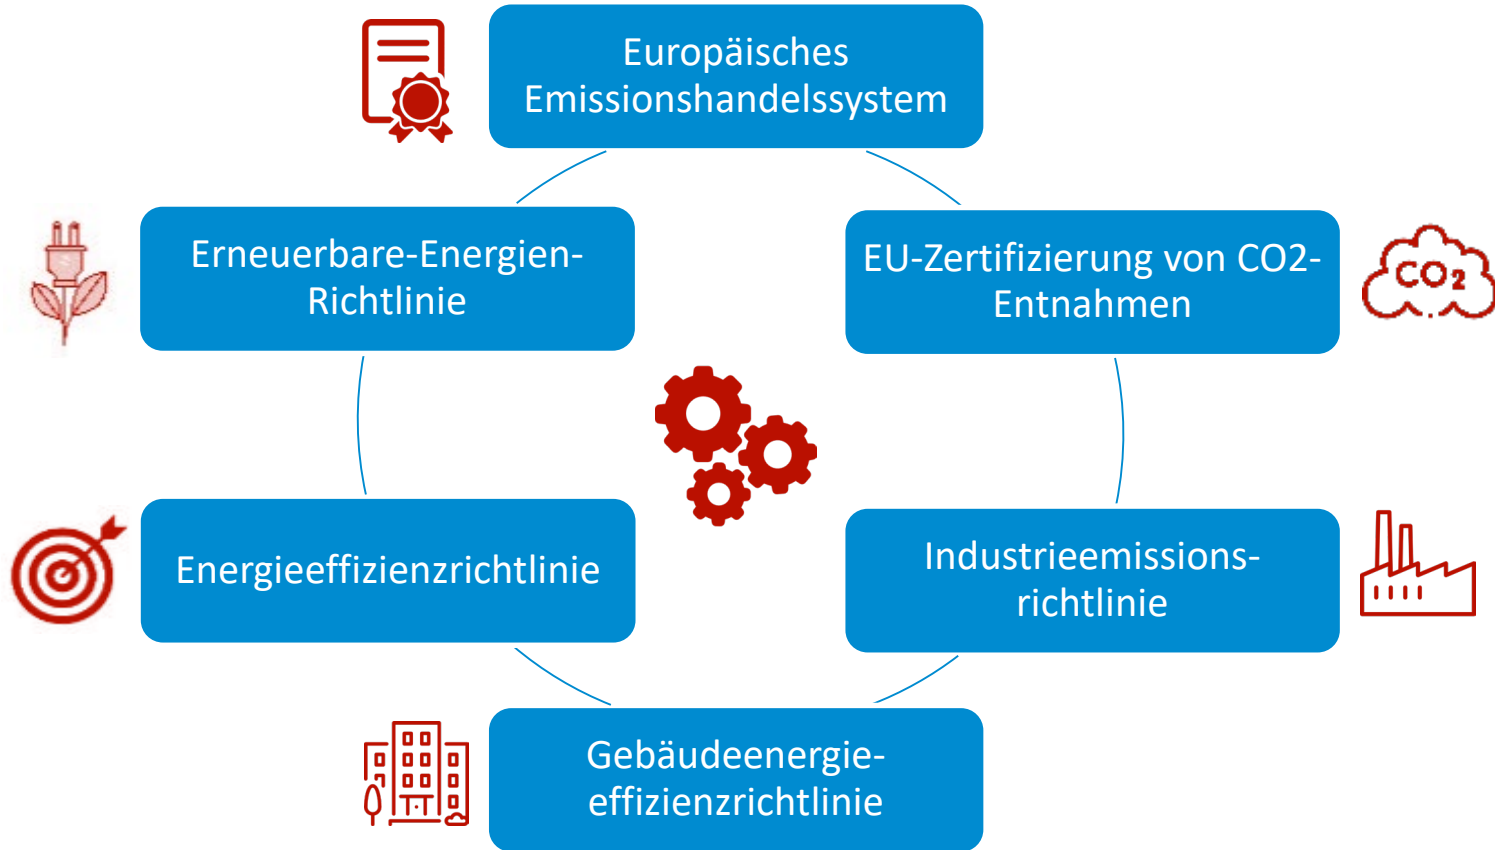 Europäisches
Emissionshandelssystem
Erneuerbare-Energien-
Richtlinie
EU-Zertifizierung von CO2-
Entnahmen
CO2
Energieeffizienzrichtlinie
Industrieemissions-
richtlinie
Gebäudeenergie-
effizienzrichtlinie